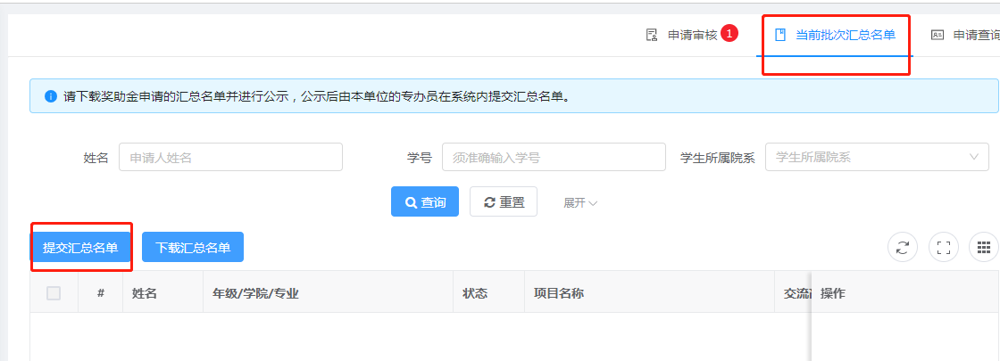 申请审核 1 当前批次汇总名单 申请查询
请下载奖助金申请的汇总名单并进行公示，公示后由本单位的专办员在系统内提交汇总名单。
姓名 申请人姓名 学号 须准确输入学号 学生所属院系 学生所属院系
查询 重置 展开
提交汇总名单 下载汇总名单
# 姓名 年级/学院/专业 状态 项目名称 交流 操作